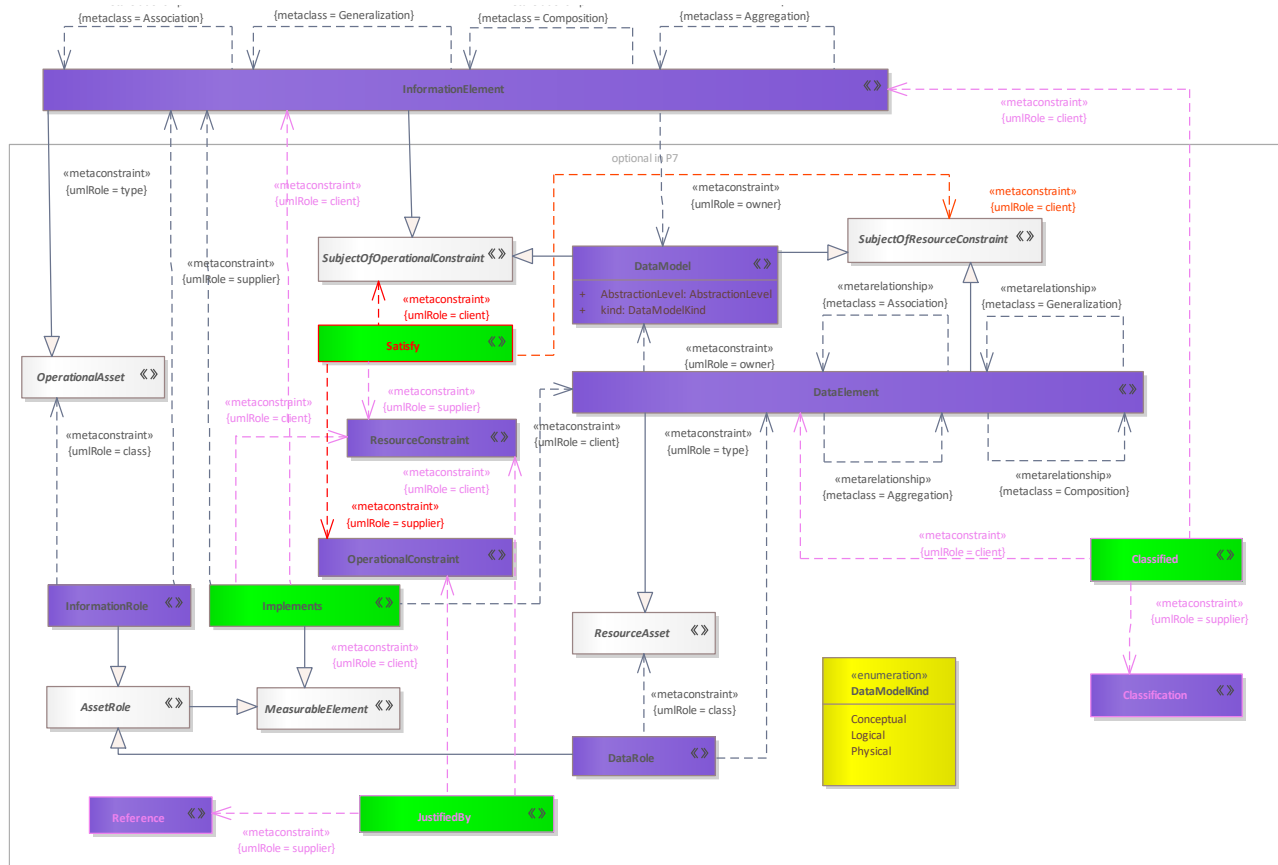 {metaclass = Association}
{metaclass = Generalization}
{metaclass = Composition}
{metaclass = Aggregation}
InformationElement
«metaconstraint»
{umlRole = client}
optional in P7
«metaconstraint»
{umlRole = type}
«metaconstraint»
{umlRole = client}
«metaconstraint»
{umlRole = owner}
«metaconstraint»
{umlRole = client}
«metaconstraint»
{umlRole = supplier}
SubjectOfOperationalConstraint
DataModel
+ AbstractionLevel: AbstractionLevel
+ kind: DataModelKind
SubjectOfResourceConstraint
«metarelationship»
{metaclass = Association}
«metarelationship»
{metaclass = Generalization}
«metaconstraint»
{umlRole = client}
Satisfy
«metaconstraint»
{umlRole = owner}
OperationalAsset
DataElement
«metaconstraint»
{umlRole = supplier}
«metaconstraint»
{umlRole = class}
«metaconstraint»
{umlRole = client}
ResourceConstraint
«metaconstraint»
{umlRole = client}
«metaconstraint»
{umlRole = type}
«metaconstraint»
{umlRole = client}
«metarelationship»
{metaclass = Aggregation}
«metarelationship»
{metaclass = Composition}
«metaconstraint»
{umlRole = supplier}
OperationalConstraint
«metaconstraint»
{umlRole = client}
Classified
InformationRole
Implements
ResourceAsset
«metaconstraint»
{umlRole = supplier}
«metaconstraint»
{umlRole = client}
AssetRole
MeasurableElement
«metaconstraint»
{umlRole = class}
«enumeration»
DataModelKind
Conceptual
Logical
Physical
Classification
DataRole
Reference
JustifiedBy
«metaconstraint»
{umlRole = supplier}